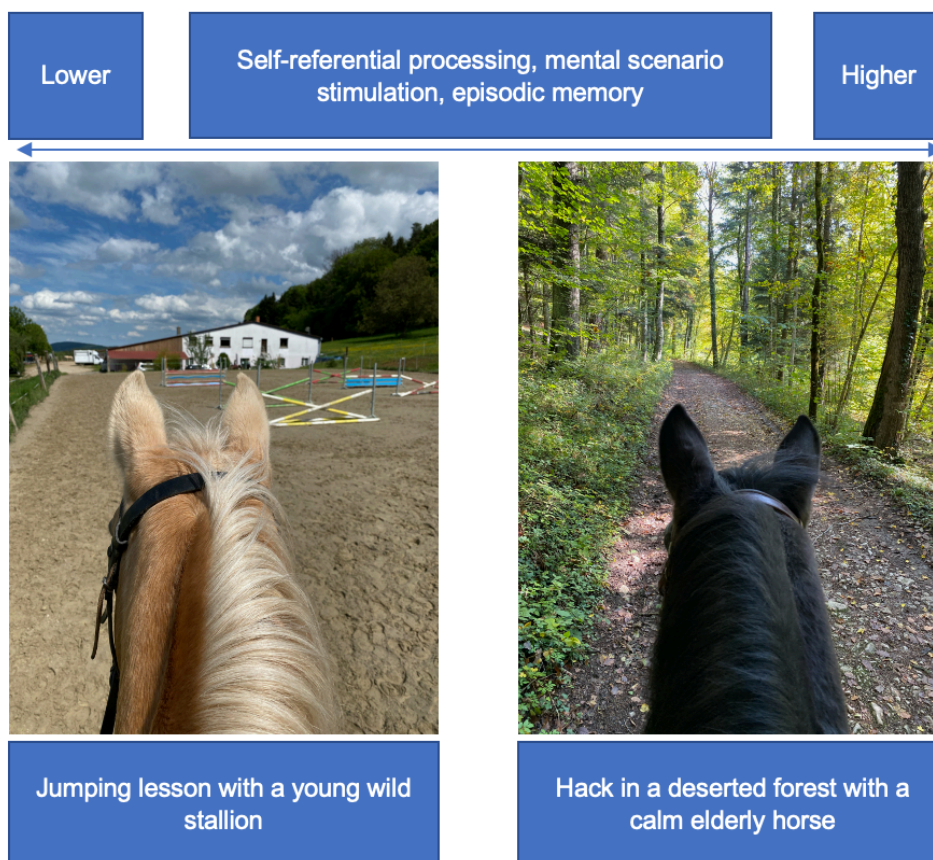 Lower
Self-referential processing, mental scenario
stimulation, episodic memory
Higher
Jumping lesson with a young wild
stallion
Hack in a deserted forest with a
calm elderly horse